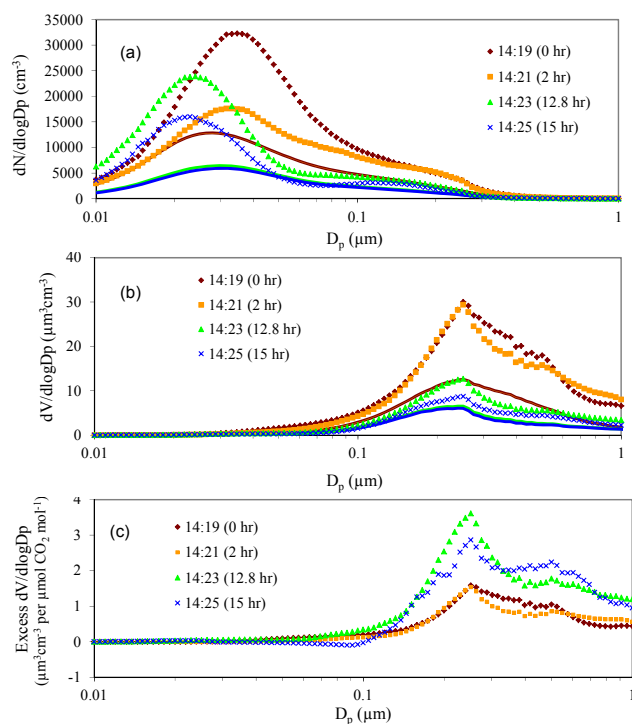 (a)
14:19 (0 hr)
14:21 (2 hr)
14:23 (12.8 hr)
14:25 (15 hr)
dN/dlogDp (cm-3)
35000
30000
25000
20000
15000
10000
5000
0
0.01 0.1 1
Dp (µm)
(b)
14:19 (0 hr)
14:21 (2 hr)
14:23 (12.8 hr)
14:25 (15 hr)
dV/dlogDp (µm3cm-3)
40
30
20
10
0
0.01 0.1 1
Dp (µm)
(c)
14:19 (0 hr)
14:21 (2 hr)
14:23 (12.8 hr)
14:25 (15 hr)
Excess dV/dlogDp
(µm3cm-3 per µmol CO2 mol-1)
4
3
2
1
0
-1
0.01 0.1 1
Dp (µm)